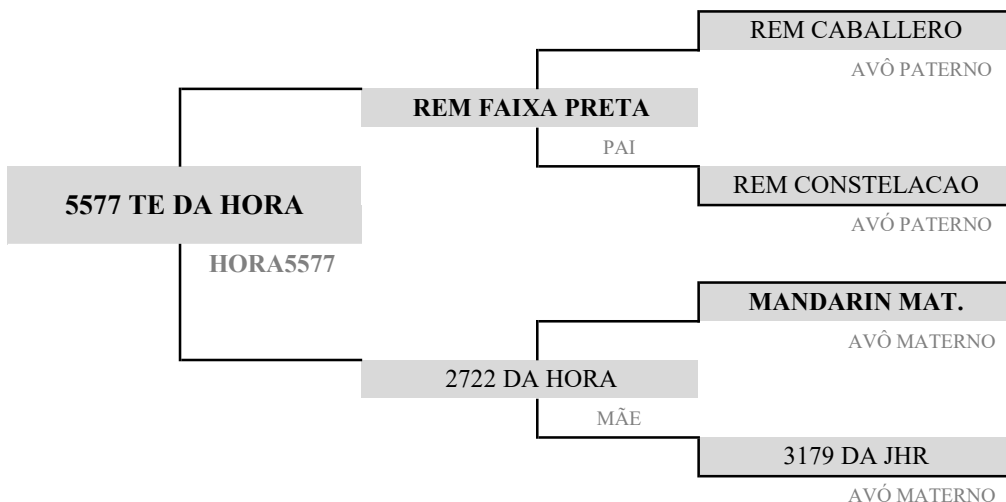 REM CABALLERO
AVÔ PATERNO
REM FAIXA PRETA
PAI
REM CONSTELACAO
AVÓ PATERNO
5577 TE DA HORA
HORA5577
MANDARIN MAT.
AVÔ MATERNO
2722 DA HORA
MÃE
3179 DA JHR
AVÓ MATERNO